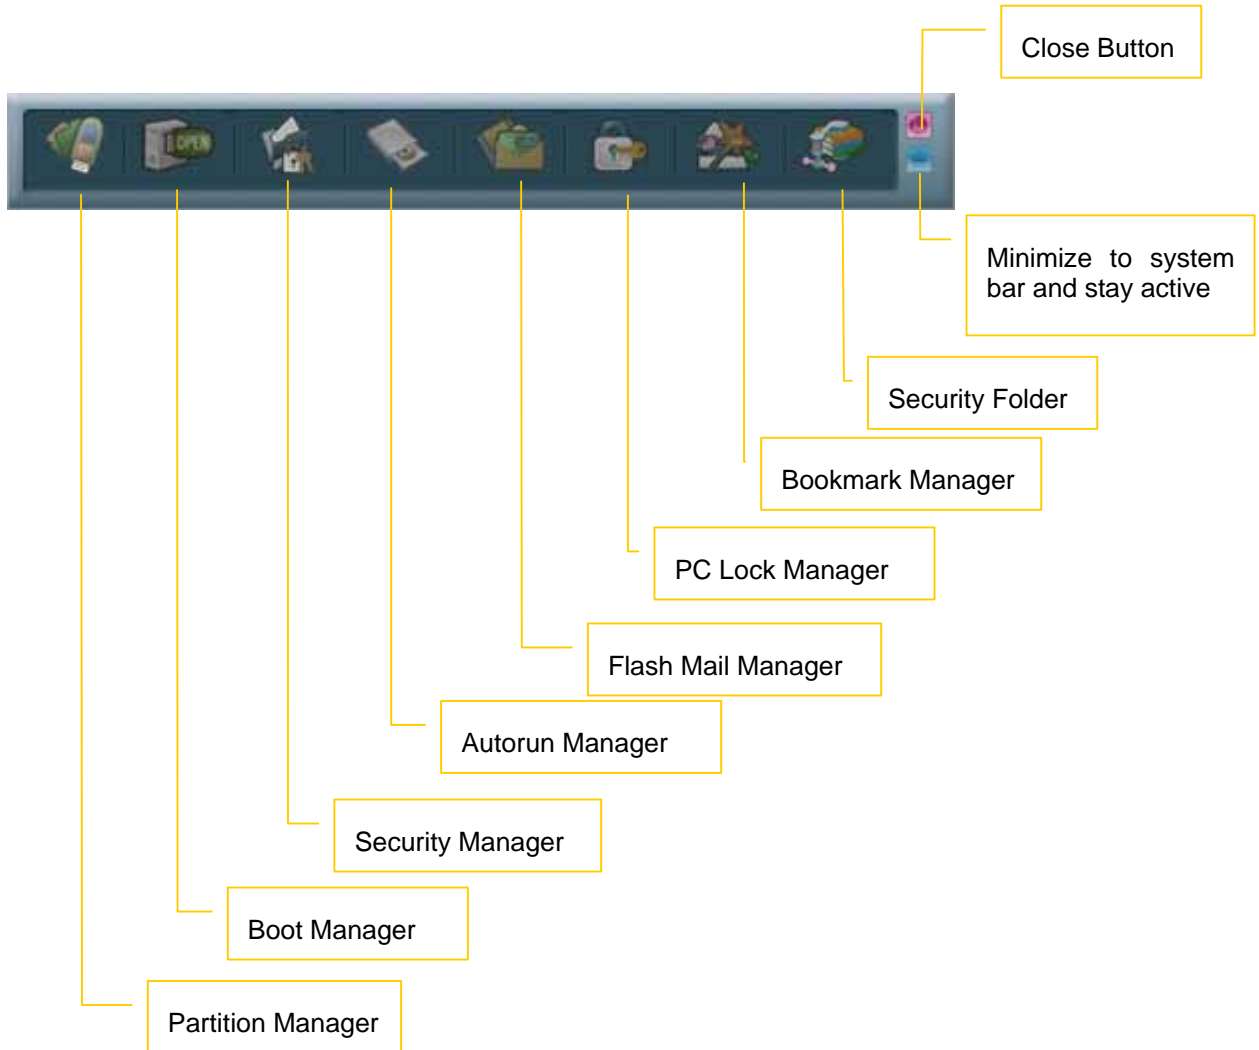 Close Button
OPEN
Minimize to system
bar and stay active
Security Folder
Bookmark Manager
PC Lock Manager
Flash Mail Manager
Autorun Manager
Security Manager
Boot Manager
Partition Manager